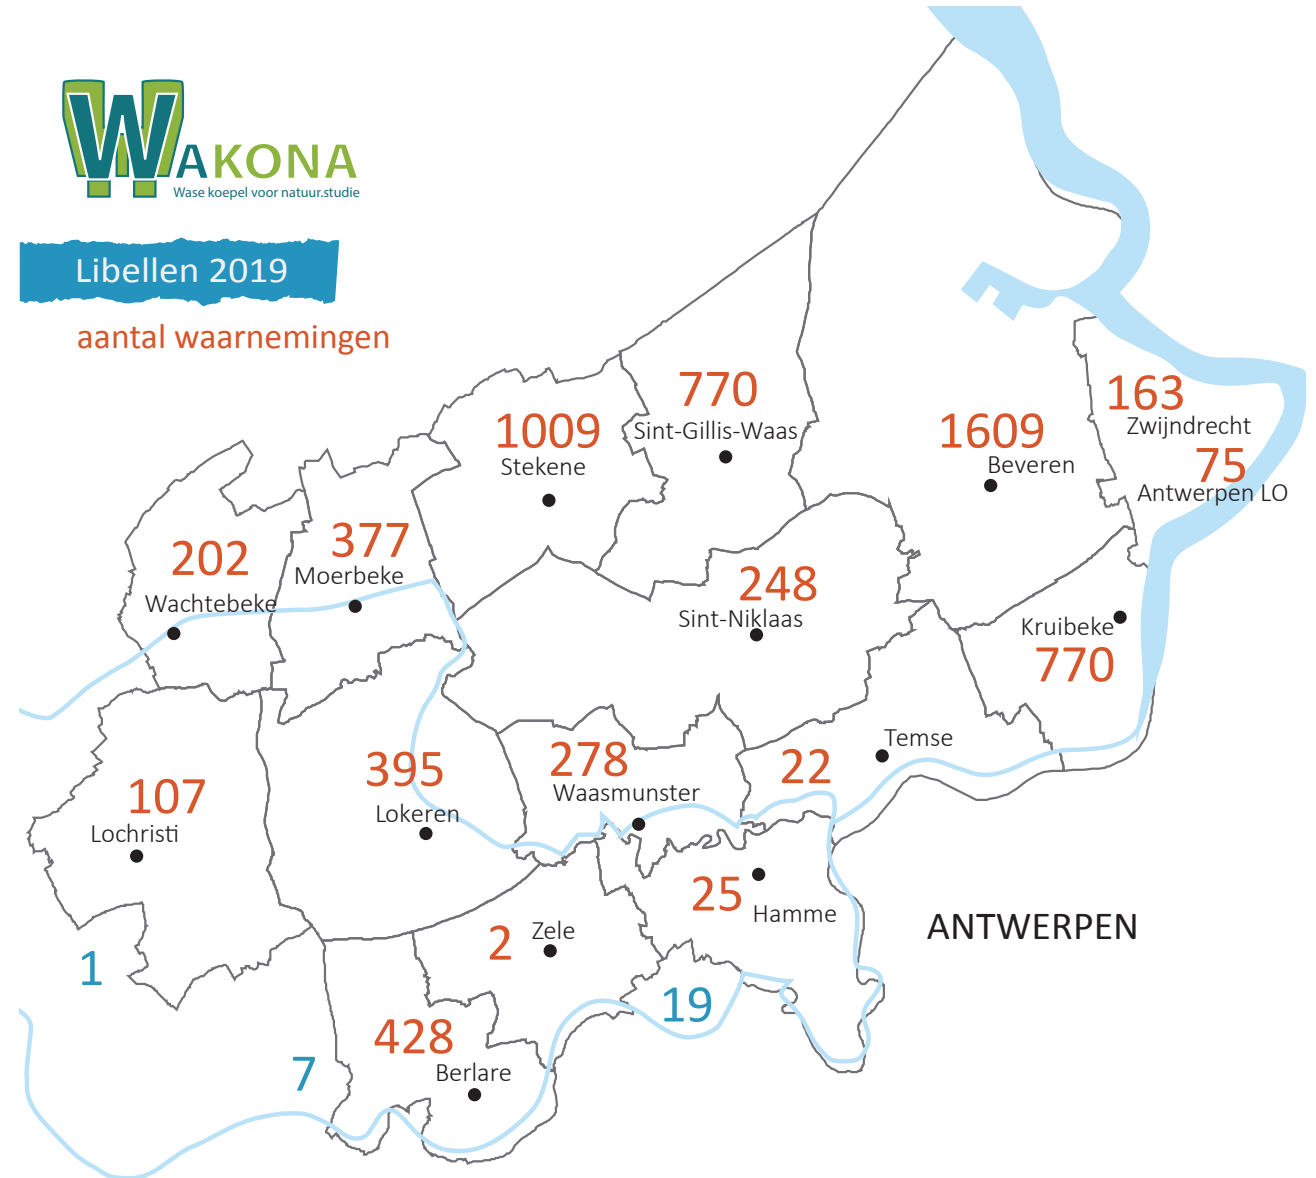 WAKONA
Wase koepel voor natuur.studie
Libellen 2019
aantal waarnemingen
770
Sint-Gillis-Waas
1009
Stekene
1609
Beveren
163
Zwijndrecht
75
Antwerpen LO
202
Wachtebeke
377
Moerbeke
248
Sint-Niklaas
Kruibeke
770
107
Lochristi
395
Lokeren
278
Waasmunster
22
Temse
25
Hamme
ANTWERPEN
2
Zele
1
19
7
428
Berlare